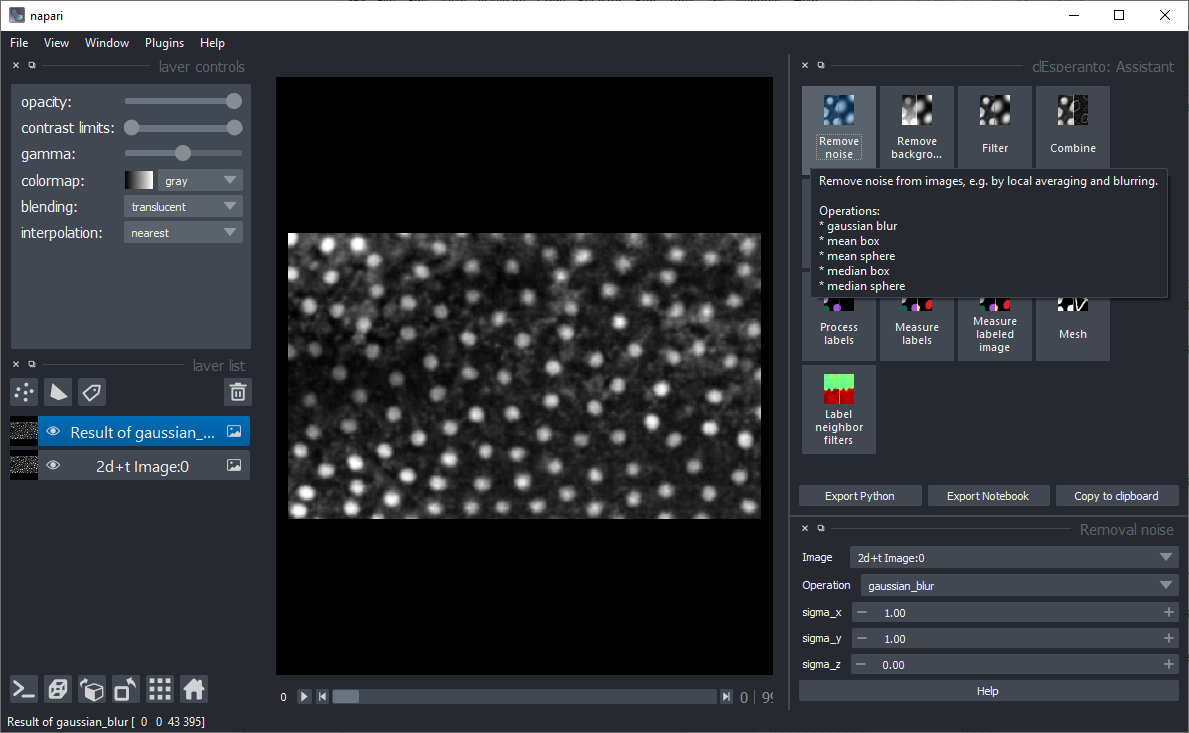 napari
File View Window Plugins Help
layer controls
opacity:
contrast limits:
gamma:
colormap: gray
blending: translucent
interpolation: nearest
layer list
Result of gaussian_...
2d+t Image:0
Result of gaussian_blur [ 0 0 43 395]
0
0
clEsperanto: Assistant
Remove noise
Remove backgro...
Filter
Combine
Remove noise from images, e.g. by local averaging and blurring.
Operations:
* gaussian blur
* mean box
* mean sphere
* median box
* median sphere
Process labels
Measure labels
Measure labeled image
Mesh
Label neighbor filters
Export Python
Export Notebook
Copy to clipboard
Removal noise
Image 2d+t Image:0
Operation gaussian_blur
sigma_x 1.00
sigma_y 1.00
sigma_z 0.00
Help